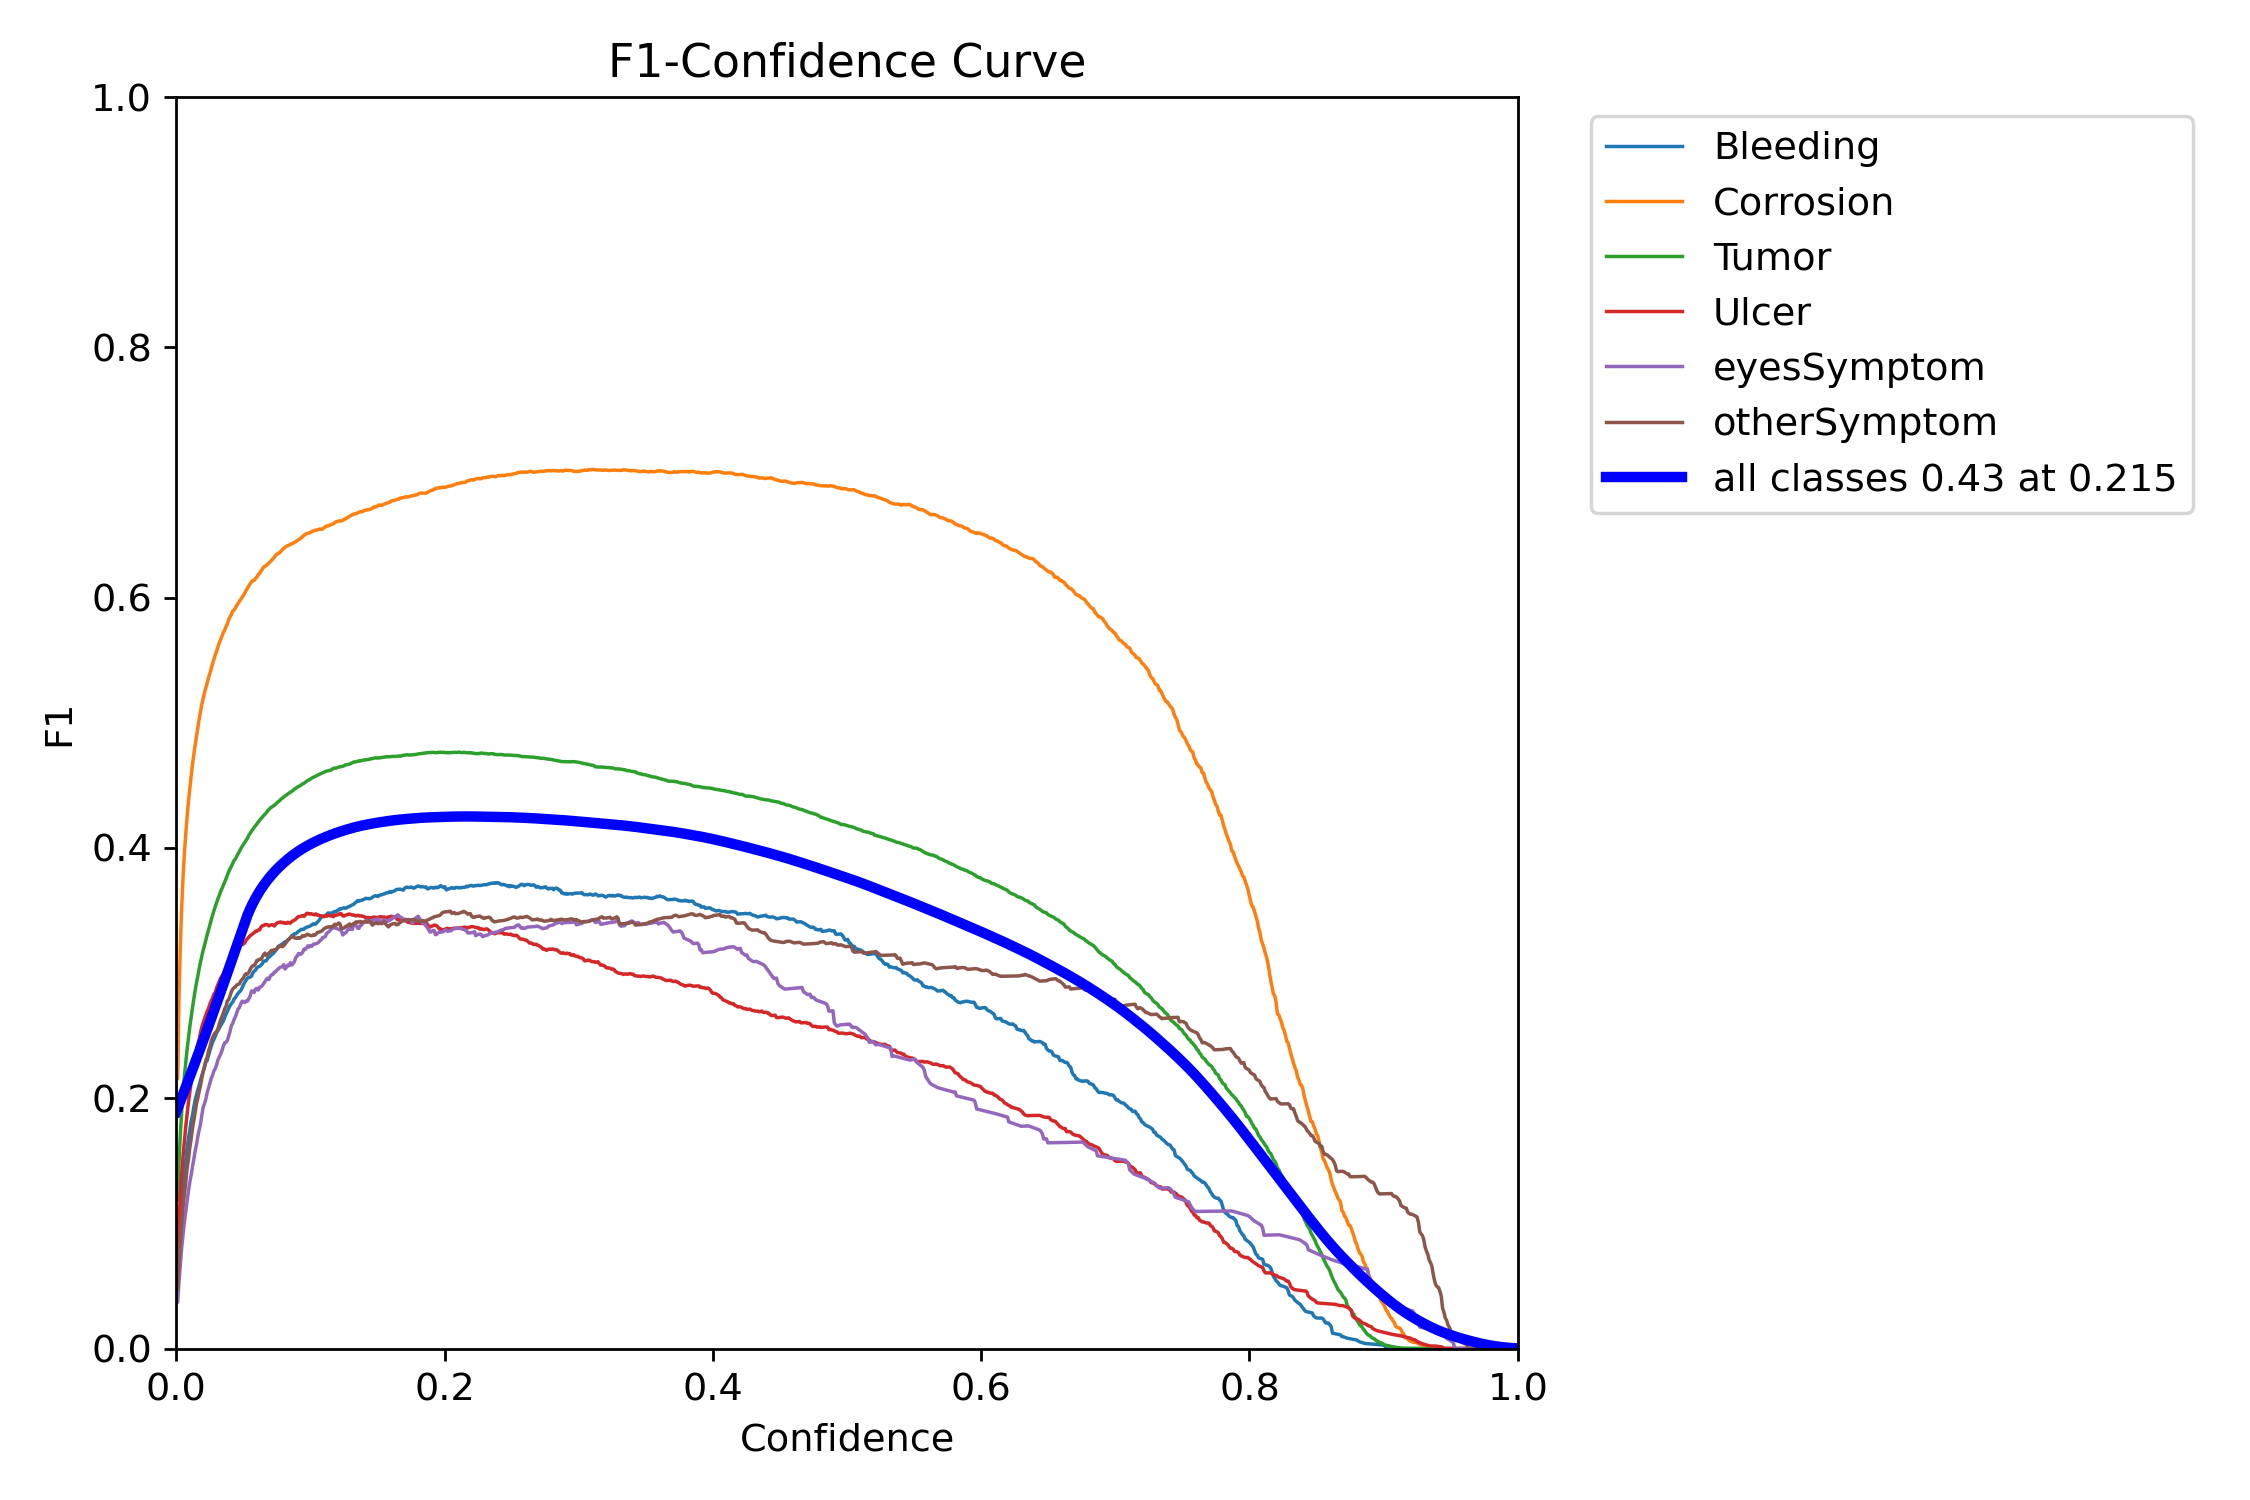 F1-Confidence Curve
1.0
0.8
0.6
0.4
0.2
0.0
F1
0.0 0.2 0.4 0.6 0.8 1.0
Confidence
Bleeding
Corrosion
Tumor
Ulcer
eyesSymptom
otherSymptom
all classes 0.43 at 0.215